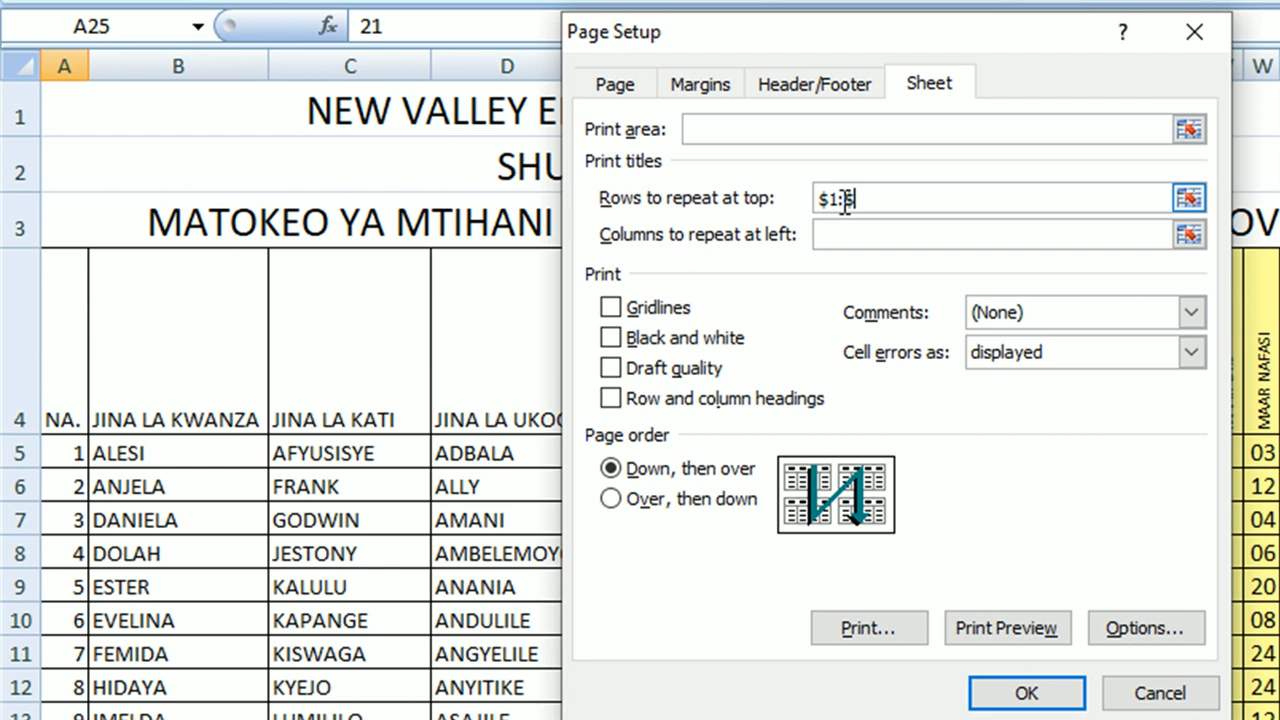 A25 fx 21
Page Setup ? ×
Page Margins Header/Footer Sheet
Print area:
Print titles
Rows to repeat at top: $1:$
Columns to repeat at left:
Print
Gridlines
Black and white
Draft quality
Row and column headings
Comments: (None)
Cell errors as: displayed
Page order
Down, then over
Over, then down
Print... Print Preview Options...
OK Cancel
A B C D W
1 NEW VALLEY
2
3 MATOKEO YA MTIHANI
4 NA. JINA LA KWANZA JINA LA KATI JINA LA MAAR NAFASI
5 1 ALESI AFYUSISYE ADBALA 03
6 2 ANJELA FRANK ALLY 12
7 3 DANIELA GODWIN AMANI 04
8 4 DOLAH JESTONY 06
9 5 ESTER KALULU ANANIA 20
10 6 EVELINA KAPANGE ANDULILE 08
11 7 FEMIDA KISWAGA ANGYELILE 24
12 8 HIDAYA KYEJO ANYITIKE 24